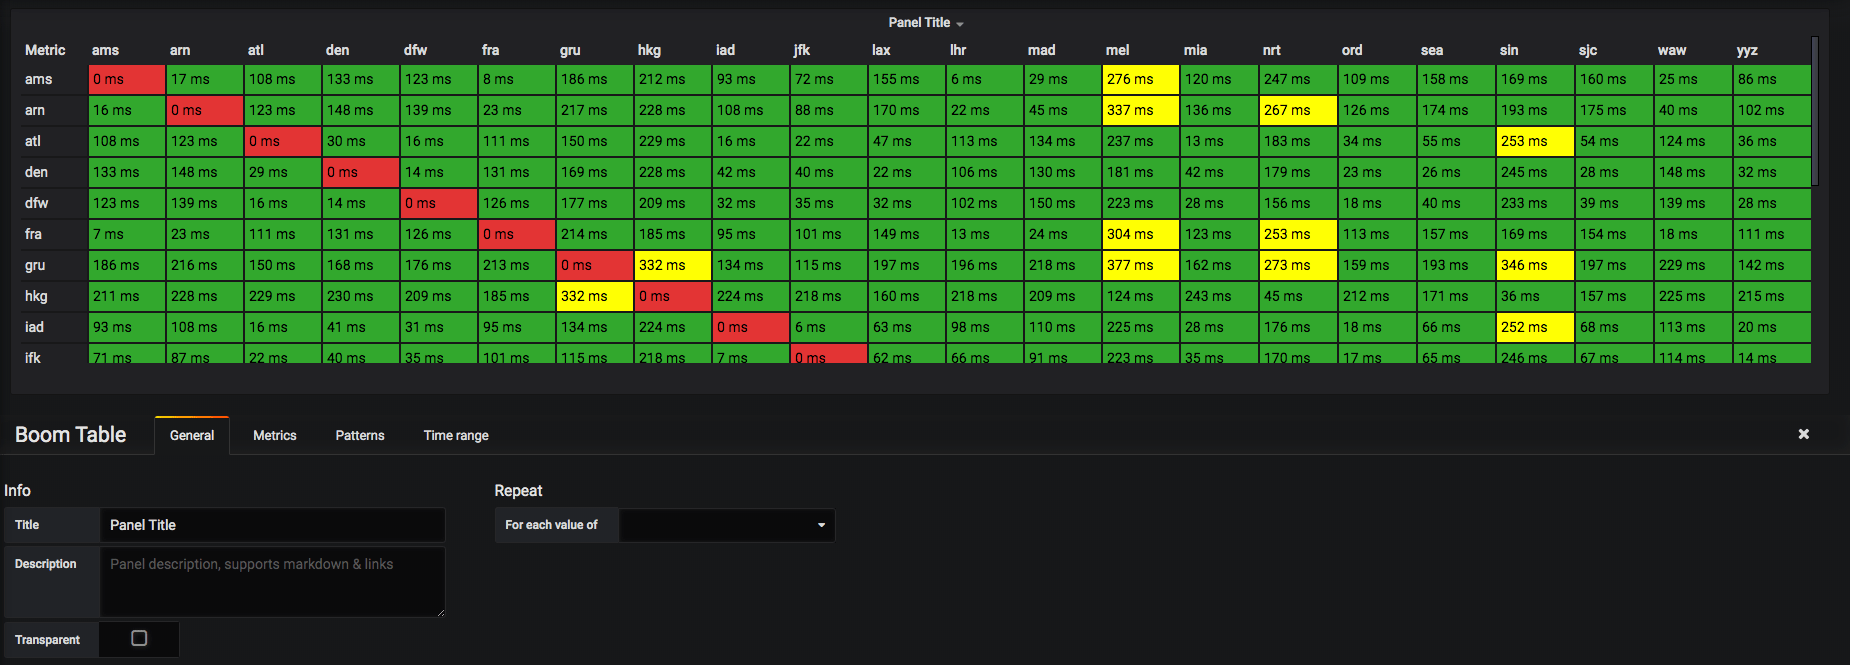 Panel Title
Metric ams arn atl den dfw fra gru hkg iad jfk lax lhr mad mel mia nrt ord sea sin sjc waw yyz
ams 0 ms 17 ms 108 ms 133 ms 123 ms 8 ms 186 ms 212 ms 93 ms 72 ms 155 ms 6 ms 29 ms 276 ms 120 ms 247 ms 109 ms 158 ms 169 ms 160 ms 25 ms 86 ms
arn 16 ms 0 ms 123 ms 148 ms 139 ms 23 ms 217 ms 228 ms 108 ms 88 ms 170 ms 22 ms 45 ms 337 ms 136 ms 267 ms 126 ms 174 ms 193 ms 175 ms 40 ms 102 ms
atl 108 ms 123 ms 0 ms 30 ms 16 ms 111 ms 150 ms 229 ms 16 ms 22 ms 47 ms 113 ms 134 ms 237 ms 13 ms 183 ms 34 ms 55 ms 253 ms 54 ms 124 ms 36 ms
den 133 ms 148 ms 29 ms 0 ms 14 ms 131 ms 169 ms 228 ms 42 ms 40 ms 22 ms 106 ms 130 ms 181 ms 42 ms 179 ms 23 ms 26 ms 245 ms 28 ms 148 ms 32 ms
dfw 123 ms 139 ms 16 ms 14 ms 0 ms 126 ms 177 ms 209 ms 32 ms 35 ms 32 ms 102 ms 150 ms 223 ms 28 ms 156 ms 18 ms 40 ms 233 ms 39 ms 139 ms 28 ms
fra 7 ms 23 ms 111 ms 131 ms 126 ms 0 ms 214 ms 185 ms 95 ms 101 ms 149 ms 13 ms 24 ms 304 ms 123 ms 253 ms 113 ms 157 ms 169 ms 154 ms 18 ms 111 ms
gru 186 ms 216 ms 150 ms 168 ms 176 ms 213 ms 0 ms 332 ms 134 ms 115 ms 197 ms 196 ms 218 ms 377 ms 162 ms 273 ms 159 ms 193 ms 346 ms 197 ms 229 ms 142 ms
hkg 211 ms 228 ms 229 ms 230 ms 209 ms 185 ms 332 ms 0 ms 224 ms 218 ms 160 ms 218 ms 209 ms 124 ms 243 ms 45 ms 212 ms 171 ms 36 ms 157 ms 225 ms 215 ms
iad 93 ms 108 ms 16 ms 41 ms 31 ms 95 ms 134 ms 224 ms 0 ms 6 ms 63 ms 98 ms 110 ms 225 ms 28 ms 176 ms 18 ms 66 ms 252 ms 68 ms 113 ms 20 ms
jfk 71 ms 87 ms 22 ms 40 ms 35 ms 101 ms 115 ms 218 ms 7 ms 0 ms 62 ms 66 ms 91 ms 223 ms 35 ms 170 ms 17 ms 65 ms 246 ms 67 ms 114 ms 14 ms
Boom Table General Metrics Patterns Time range
Info Repeat
Title Panel Title For each value of
Description Panel description, supports markdown & links
Transparent